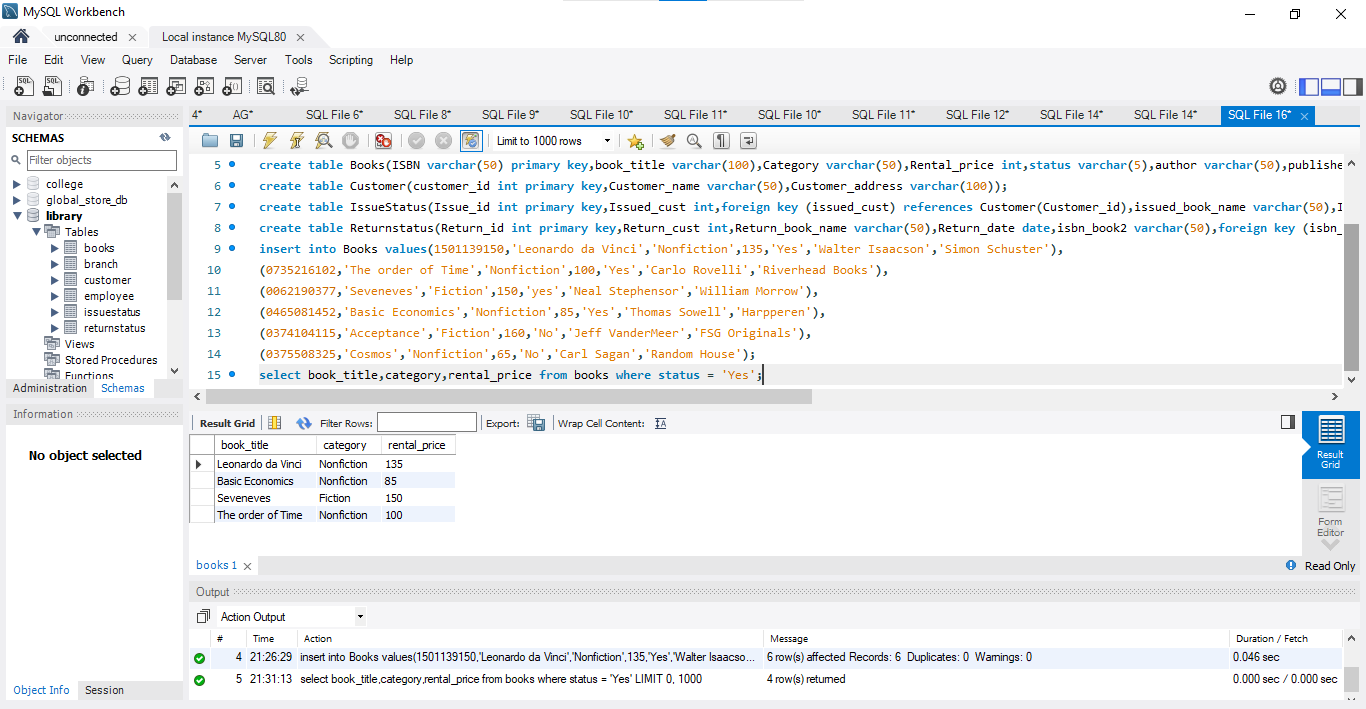 MySQL Workbench
unconnected Local instance MySQL80
File Edit View Query Database Server Tools Scripting Help
Navigator
SCHEMAS
Filter objects
college
global_store_db
library
Tables
books
branch
customer
employee
issuestatus
returnstatus
Views
Stored Procedures
Functions
Administration Schemas
Information
No object selected
Object Info Session
4* AG* SQL File 6* SQL File 8* SQL File 9* SQL File 10* SQL File 11* SQL File 10* SQL File 11* SQL File 12* SQL File 14* SQL File 14* SQL File 16*
Limit to 1000 rows
5 create table Books(ISBN varchar(50) primary key,book_title varchar(100),Category varchar(50),Rental_price int,status varchar(5),author varchar(50),publishe
6 create table Customer(customer_id int primary key,Customer_name varchar(50),Customer_address varchar(100));
7 create table IssueStatus(Issue_id int primary key,Issued_cust int,foreign key (issued_cust) references Customer(Customer_id),issued_book_name varchar(50),I
8 create table Returnstatus(Return_id int primary key,Return_cust int,Return_book_name varchar(50),Return_date date,isbn_book2 varchar(50),foreign key (isbn_
9 insert into Books values(1501139150,'Leonardo da Vinci','Nonfiction',135,'Yes','Walter Isaacson','Simon Schuster'),
10 (0735216102,'The order of Time','Nonfiction',100,'Yes','Carlo Rovelli','Riverhead Books'),
11 (0062190377,'Seveneves','Fiction',150,'yes','Neal Stephensor','William Morrow'),
12 (0465081452,'Basic Economics','Nonfiction',85,'Yes','Thomas Sowell','Harpperen'),
13 (0374104115,'Acceptance','Fiction',160,'No','Jeff VanderMeer','FSG Originals'),
14 (0375508325,'Cosmos','Nonfiction',65,'No','Carl Sagan','Random House');
15 select book_title,category,rental_price from books where status = 'Yes';
Result Grid Filter Rows: Export: Wrap Cell Content:
book_title category rental_price
Leonardo da Vinci Nonfiction 135
Basic Economics Nonfiction 85
Seveneves Fiction 150
The order of Time Nonfiction 100
Result
Grid
Form
Editor
books 1
Read Only
Output
Action Output
# Time Action Message Duration / Fetch
4 21:26:29 insert into Books values(1501139150,'Leonardo da Vinci','Nonfiction',135,'Yes','Walter Isaacso... 6 row(s) affected Records: 6 Duplicates: 0 Warnings: 0 0.046 sec
5 21:31:13 select book_title,category,rental_price from books where status = 'Yes' LIMIT 0, 1000 4 row(s) returned 0.000 sec / 0.000 sec